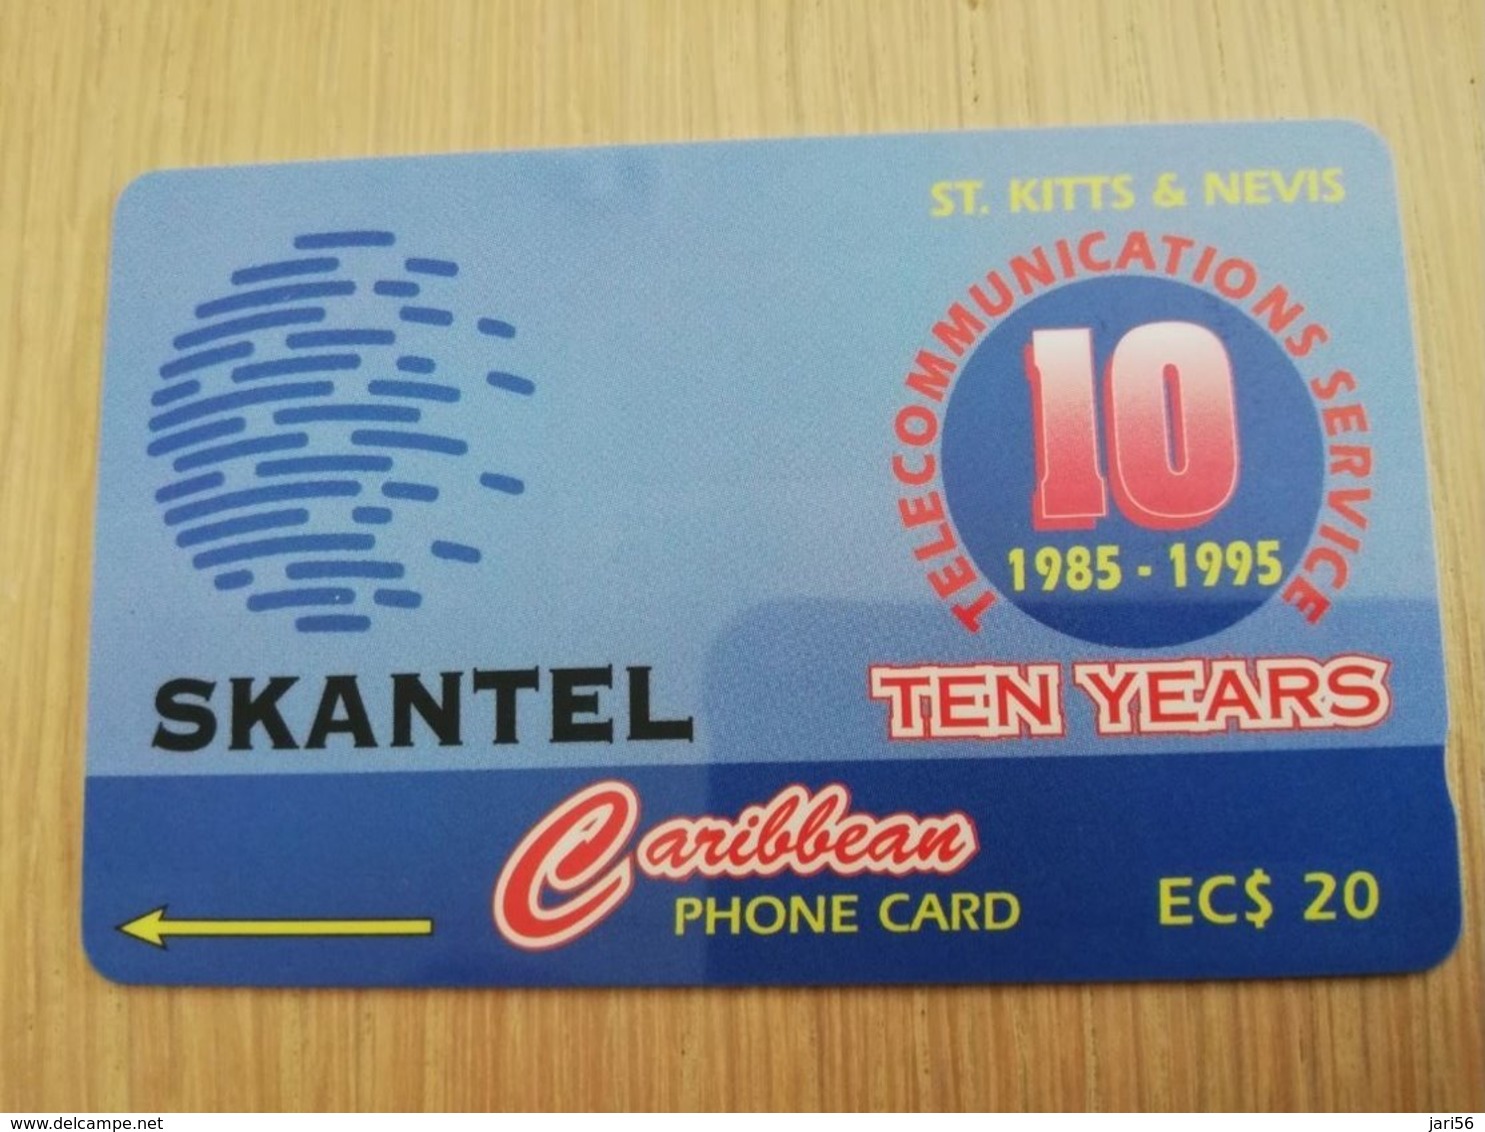 ST. KITTS & NEVIS
TELECOMMUNICATIONS SERVICE
10
1985 - 1995
TEN YEARS
SKANTEL
Caribbean
PHONE CARD
EC$ 20
www.delcampe.net
jari56